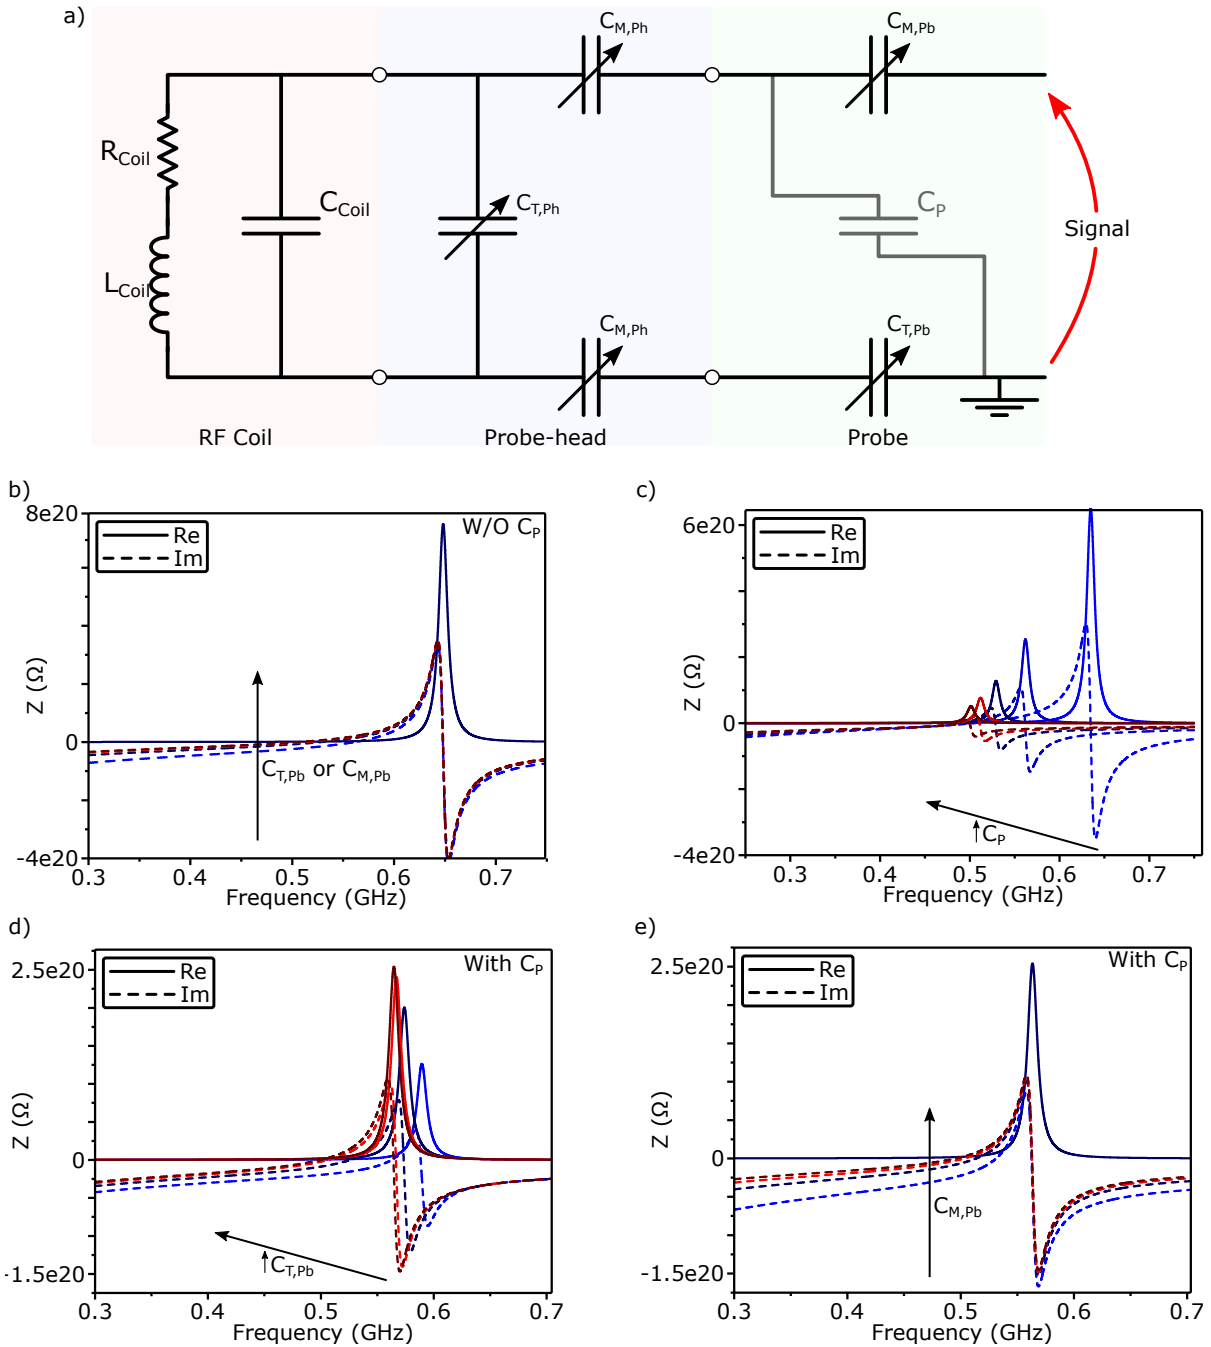 a)
C_M,Ph
C_M,Pb
R_Coil
C_Coil
C_T,Ph
C_P
Signal
L_Coil
C_M,Ph
C_T,Pb
RF Coil
Probe-head
Probe
b)
8e20
Re
Im
W/O C_P
Z (Ω)
0
C_T,Pb or C_M,Pb
-4e20
0.3
0.4
0.5
0.6
0.7
Frequency (GHz)
c)
6e20
Re
Im
Z (Ω)
0
↑C_P
-4e20
0.3
0.4
0.5
0.6
0.7
Frequency (GHz)
d)
2.5e20
Re
Im
With C_P
Z (Ω)
0
↑C_T,Pb
-1.5e20
0.3
0.4
0.5
0.6
0.7
Frequency (GHz)
e)
2.5e20
Re
Im
With C_P
Z (Ω)
0
C_M,Pb
-1.5e20
0.3
0.4
0.5
0.6
0.7
Frequency (GHz)